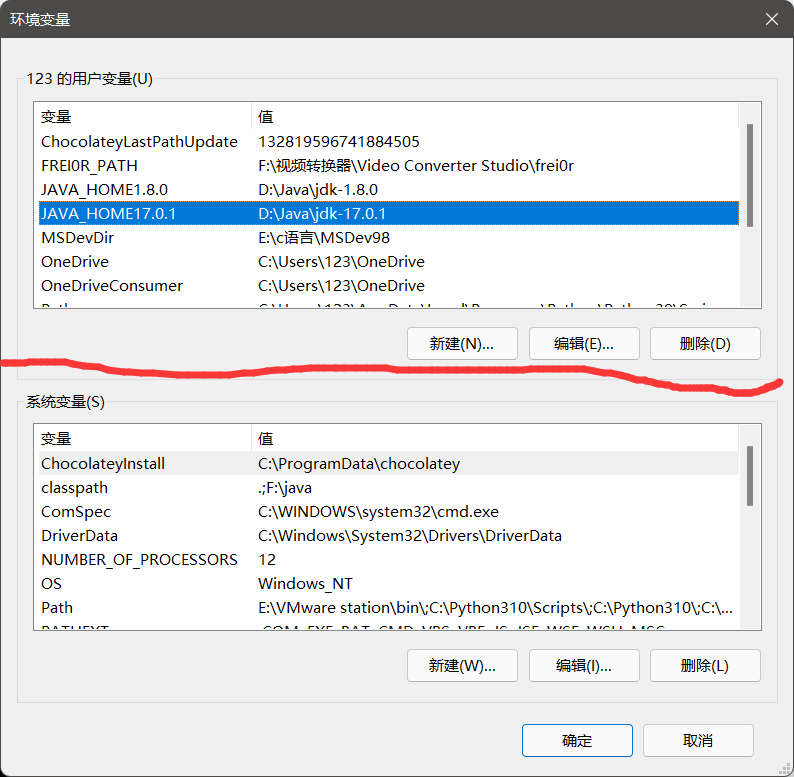 环境变量
123 的用户变量(U)
变量 值
ChocolateyLastPathUpdate 132819596741884505
FREI0R_PATH F:\视频转换器\Video Converter Studio\frei0r
JAVA_HOME1.8.0 D:\Java\jdk-1.8.0
JAVA_HOME17.0.1 D:\Java\jdk-17.0.1
MSDevDir E:\c语言\MSDev98
OneDrive C:\Users\123\OneDrive
OneDriveConsumer C:\Users\123\OneDrive
新建(N)... 编辑(E)... 删除(D)
系统变量(S)
变量 值
ChocolateyInstall C:\ProgramData\chocolatey
classpath .;F:\java
ComSpec C:\WINDOWS\system32\cmd.exe
DriverData C:\Windows\System32\Drivers\DriverData
NUMBER_OF_PROCESSORS 12
OS Windows_NT
Path E:\VMware station\bin\;C:\Python310\Scripts\;C:\Python310\;C:\...
新建(W)... 编辑(I)... 删除(L)
确定 取消